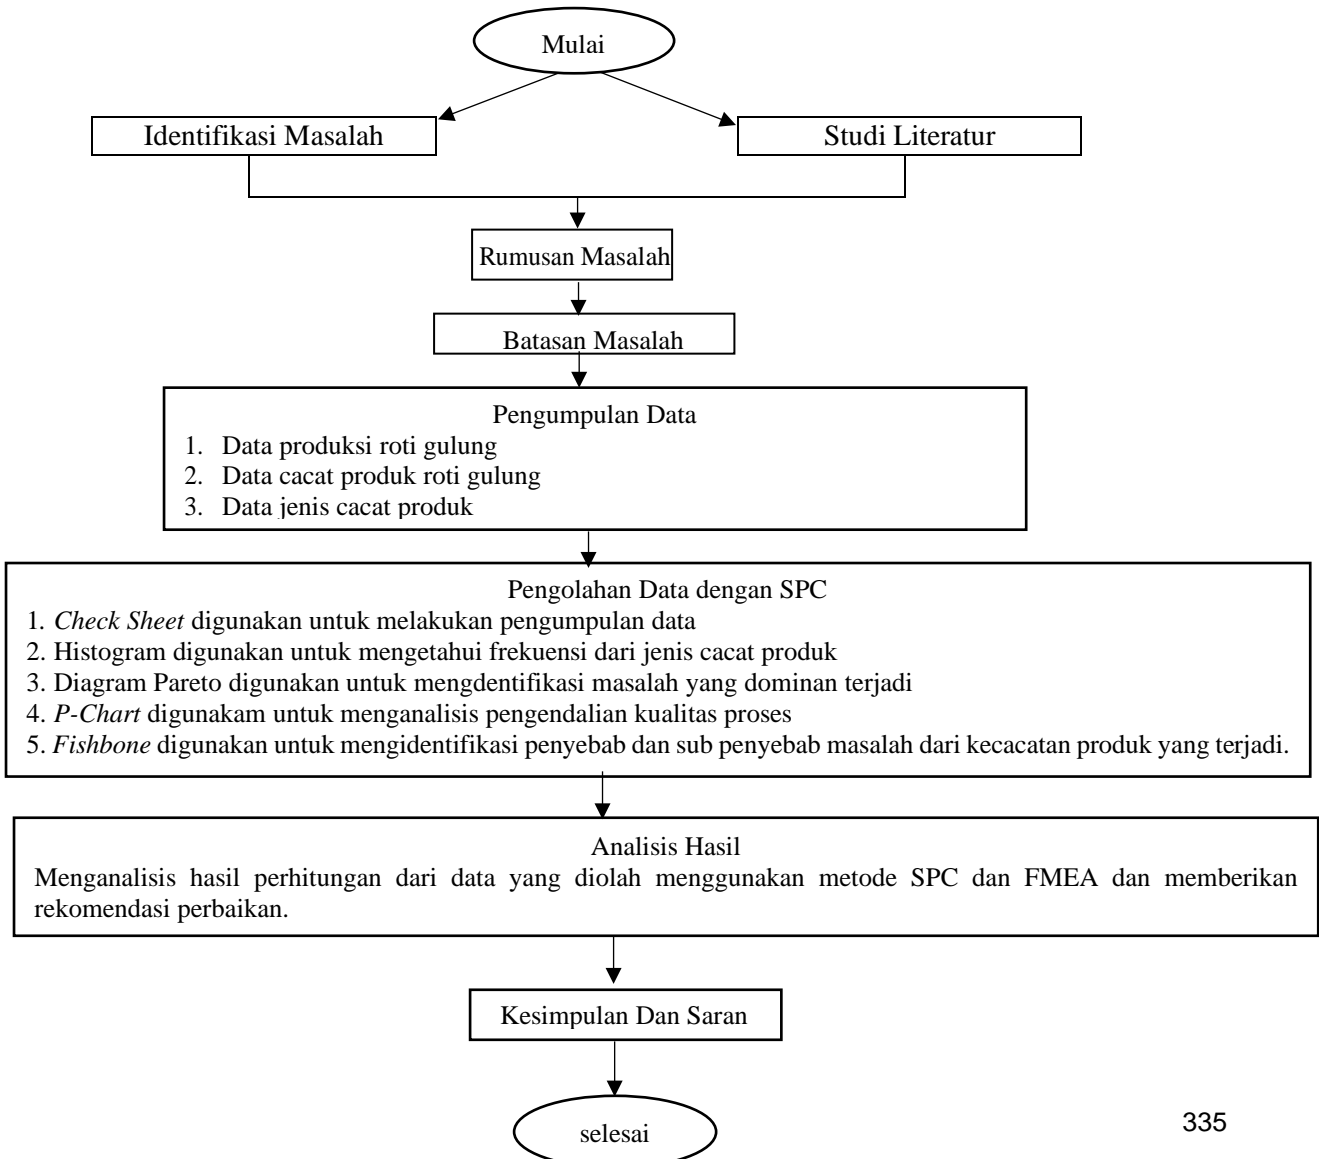 Mulai
Identifikasi Masalah
Studi Literatur
Rumusan Masalah
Batasan Masalah
Pengumpulan Data
1. Data produksi roti gulung
2. Data cacat produk roti gulung
3. Data jenis cacat produk
Pengolahan Data dengan SPC
1. Check Sheet digunakan untuk melakukan pengumpulan data
2. Histogram digunakan untuk mengetahui frekuensi dari jenis cacat produk
3. Diagram Pareto digunakan untuk mengdentifikasi masalah yang dominan terjadi
4. P-Chart digunakam untuk menganalisis pengendalian kualitas proses
5. Fishbone digunakan untuk mengidentifikasi penyebab dan sub penyebab masalah dari kecacatan produk yang terjadi.
Analisis Hasil
Menganalisis hasil perhitungan dari data yang diolah menggunakan metode SPC dan FMEA dan memberikan
rekomendasi perbaikan.
Kesimpulan Dan Saran
selesai
335